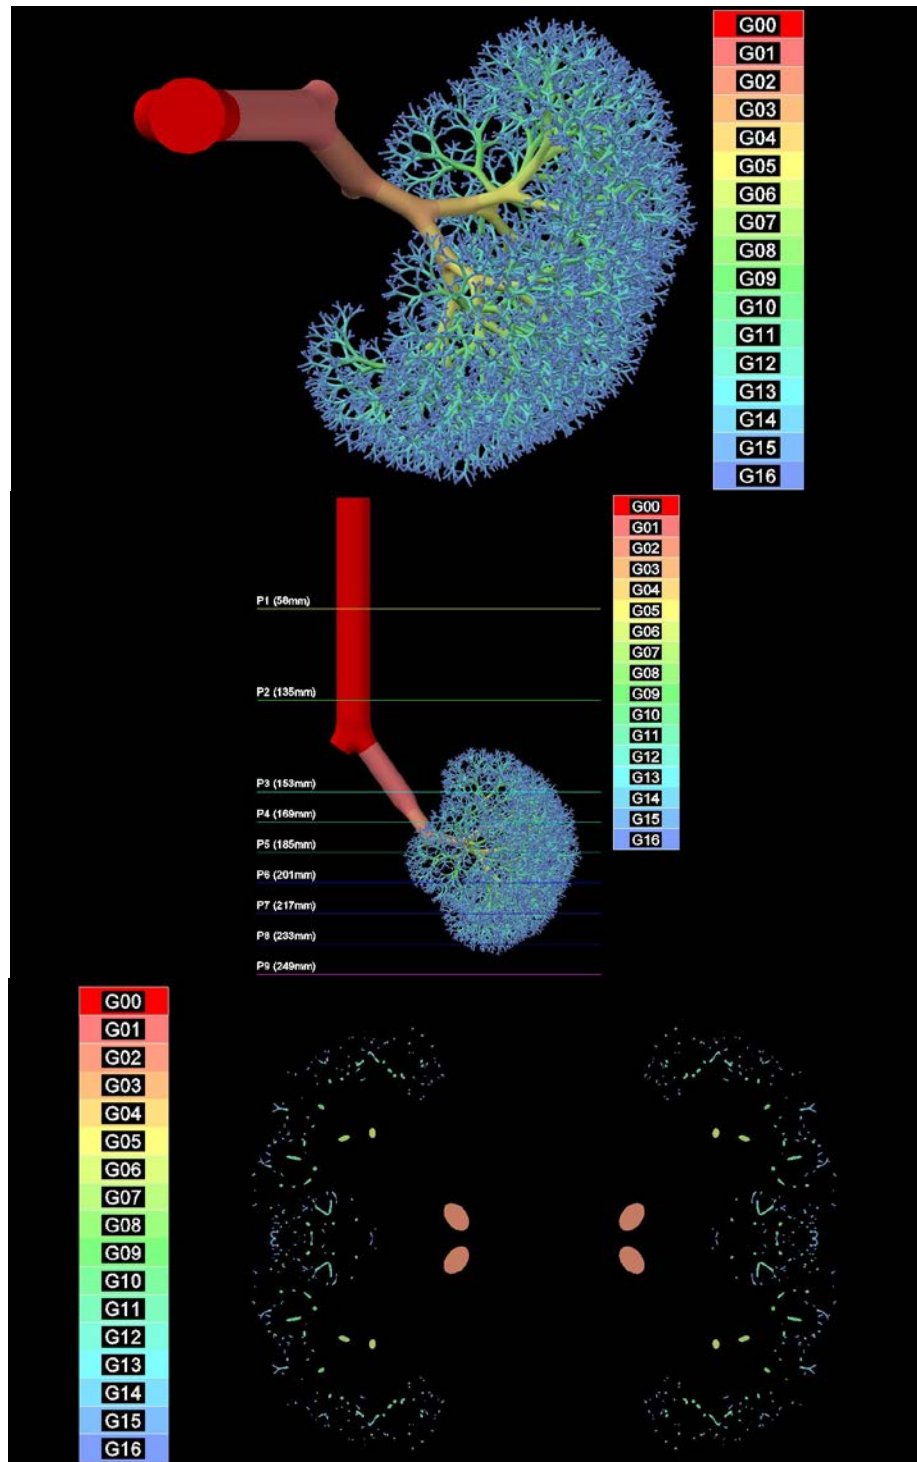 G00
G01
G02
G03
G04
G05
G06
G07
G08
G09
G10
G11
G12
G13
G14
G15
G16
G00
G01
G02
G03
G04
G05
G06
G07
G08
G09
G10
G11
G12
G13
G14
G15
G16
P1 (56mm)
P2 (135mm)
P3 (153mm)
P4 (169mm)
P5 (185mm)
P6 (201mm)
P7 (217mm)
P8 (233mm)
P9 (249mm)
G00
G01
G02
G03
G04
G05
G06
G07
G08
G09
G10
G11
G12
G13
G14
G15
G16